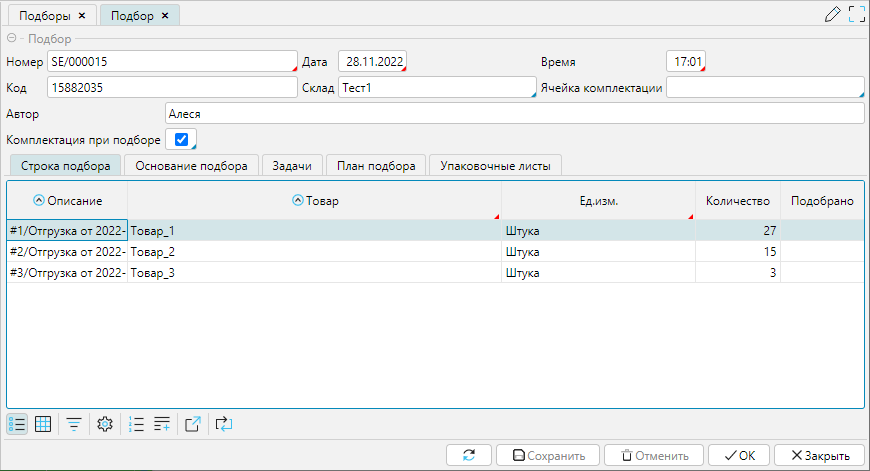 Подборы × Подбор ×
Подбор
Номер SE/000015 Дата 28.11.2022 Время 17:01
Код 15882035 Склад Тест1 Ячейка комплектации
Автор Алеся
Комплектация при подборе
Строка подбора Основание подбора Задачи План подбора Упаковочные листы
Описание Товар Ед.изм. Количество Подобрано
#1/Отгрузка от 2022- Товар_1 Штука 27
#2/Отгрузка от 2022- Товар_2 Штука 15
#3/Отгрузка от 2022- Товар_3 Штука 3
Сохранить Отменить OK Закрыть